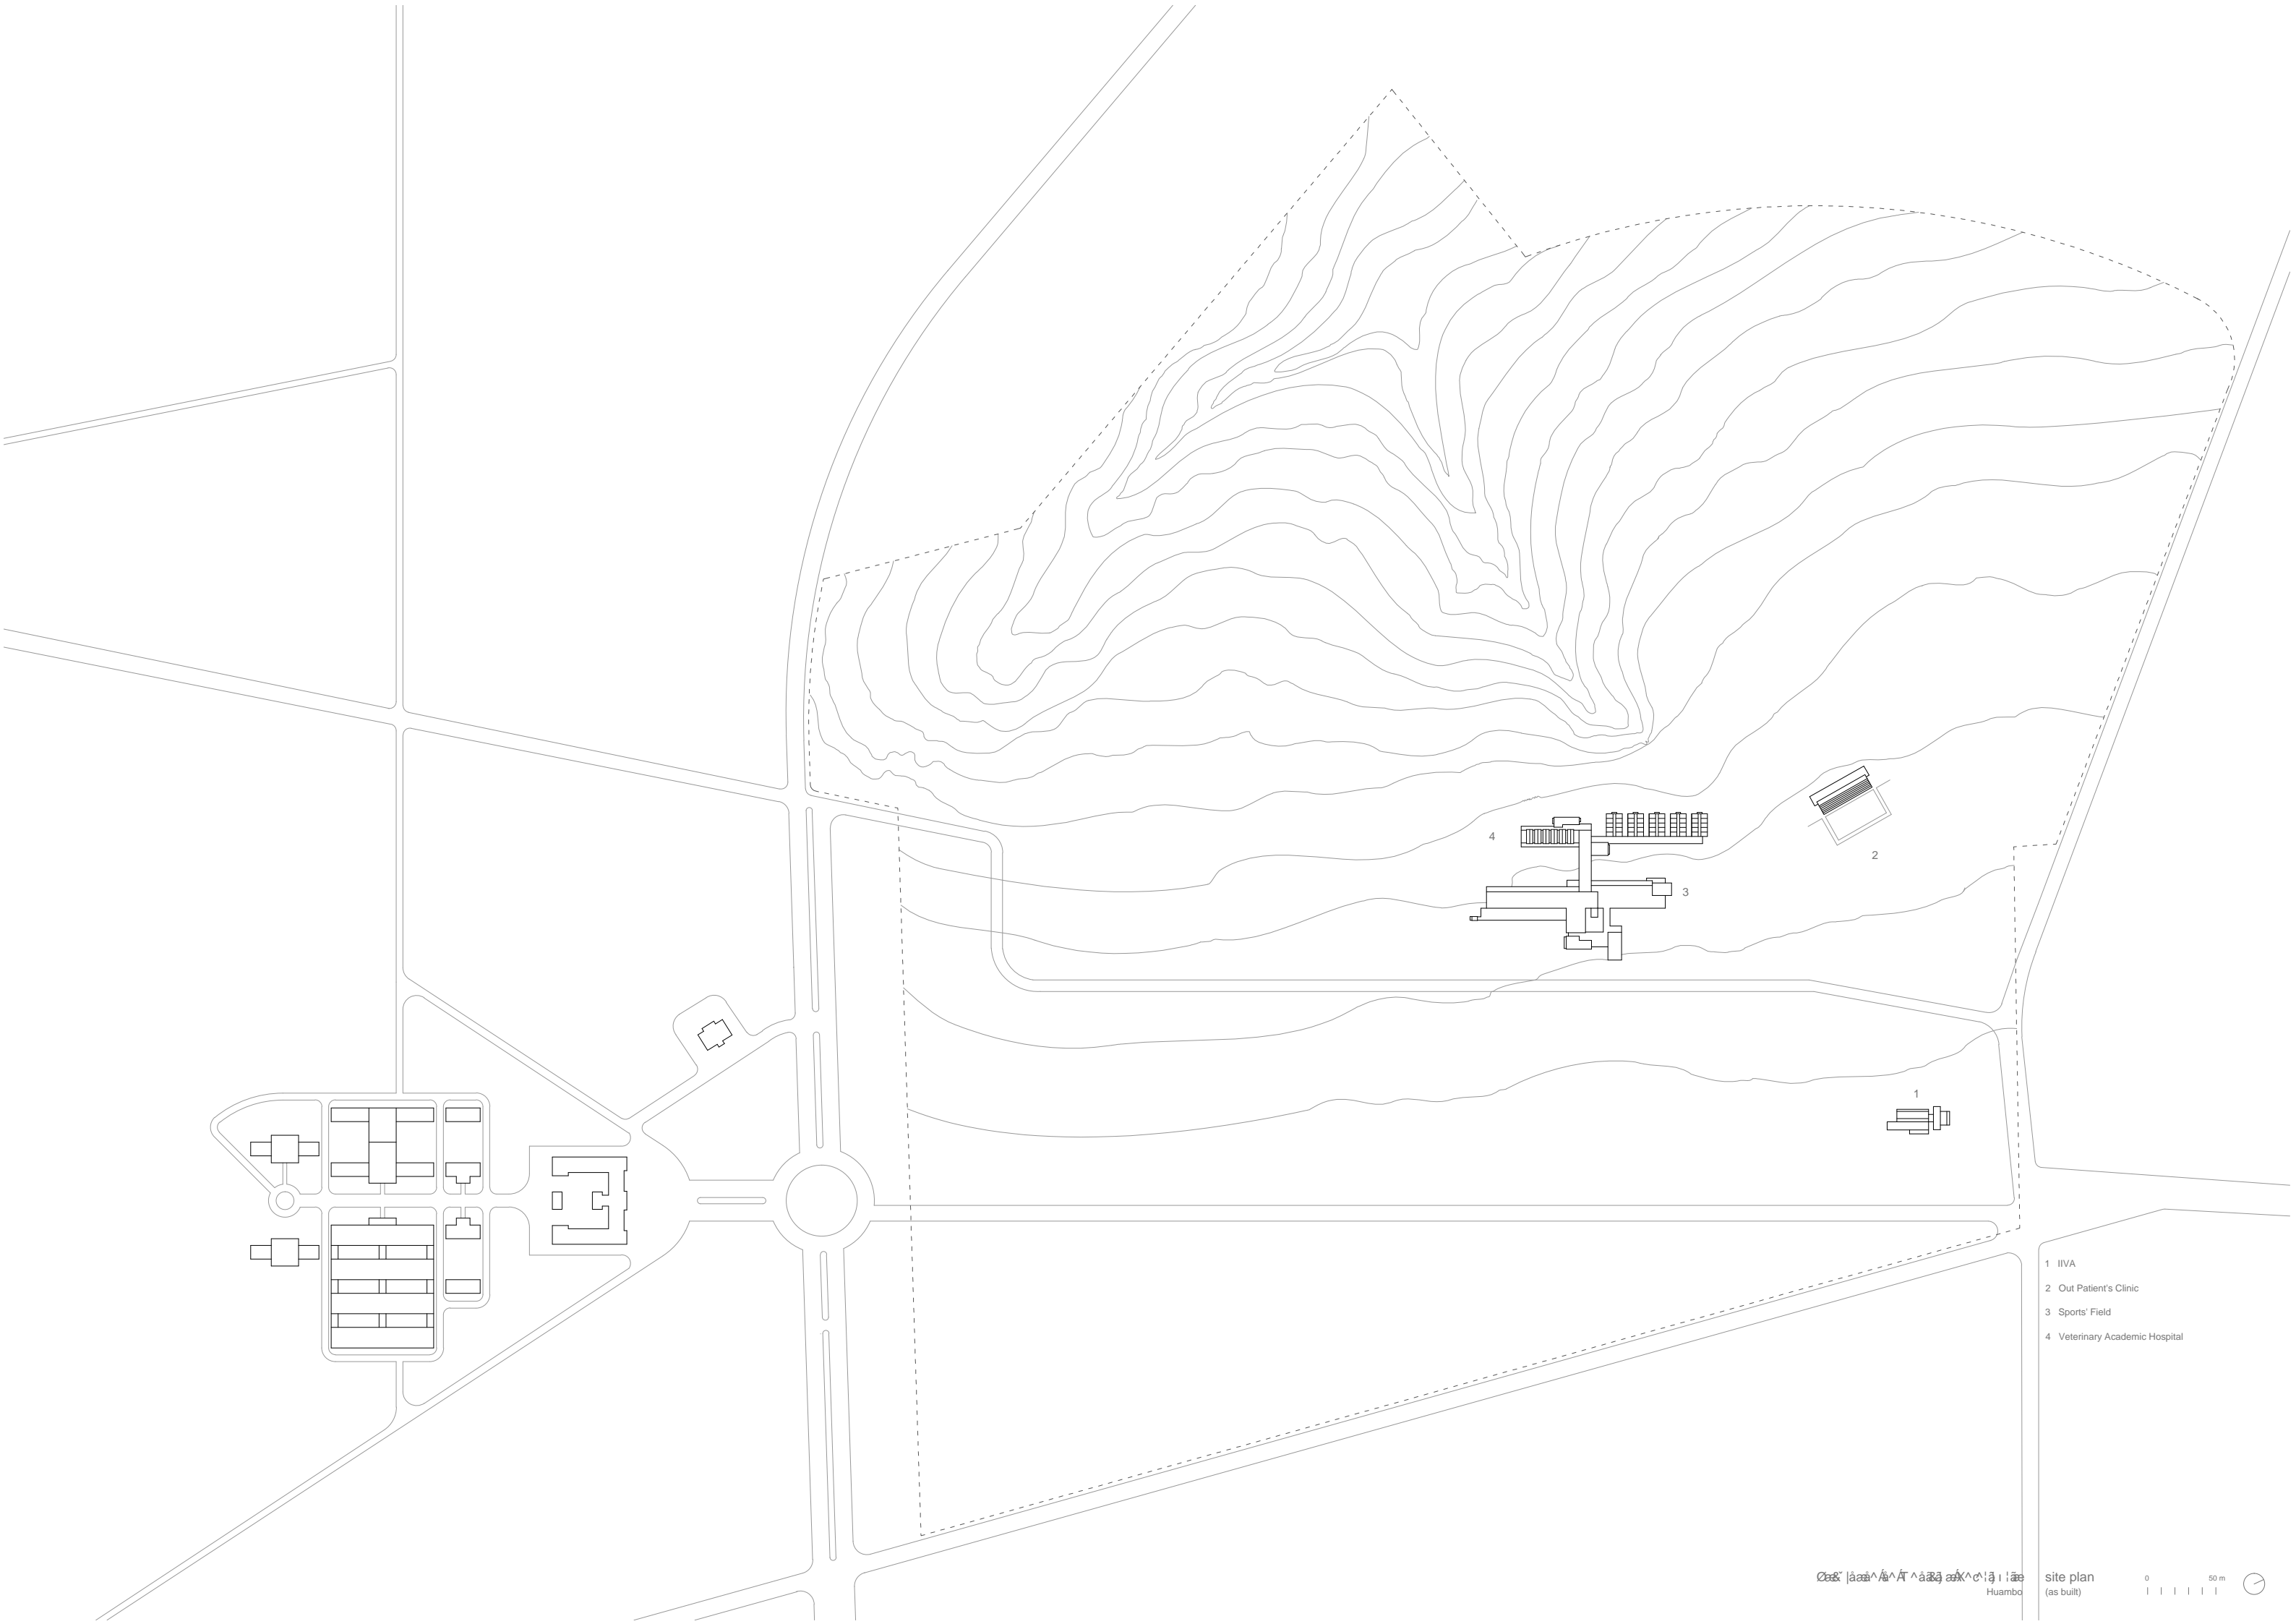 4
2
3
1
1 IIVA
2 Out Patient's Clinic
3 Sports' Field
4 Veterinary Academic Hospital
site plan
Huambo
(as built)
0 50 m